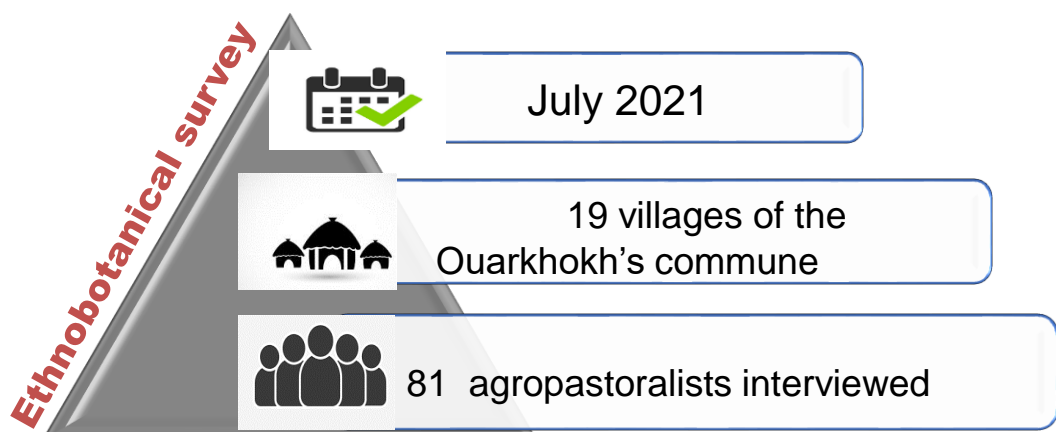 Ethnobotanical survey
July 2021
19 villages of the
Ouarkhokh’s commune
81 agropastoralists interviewed